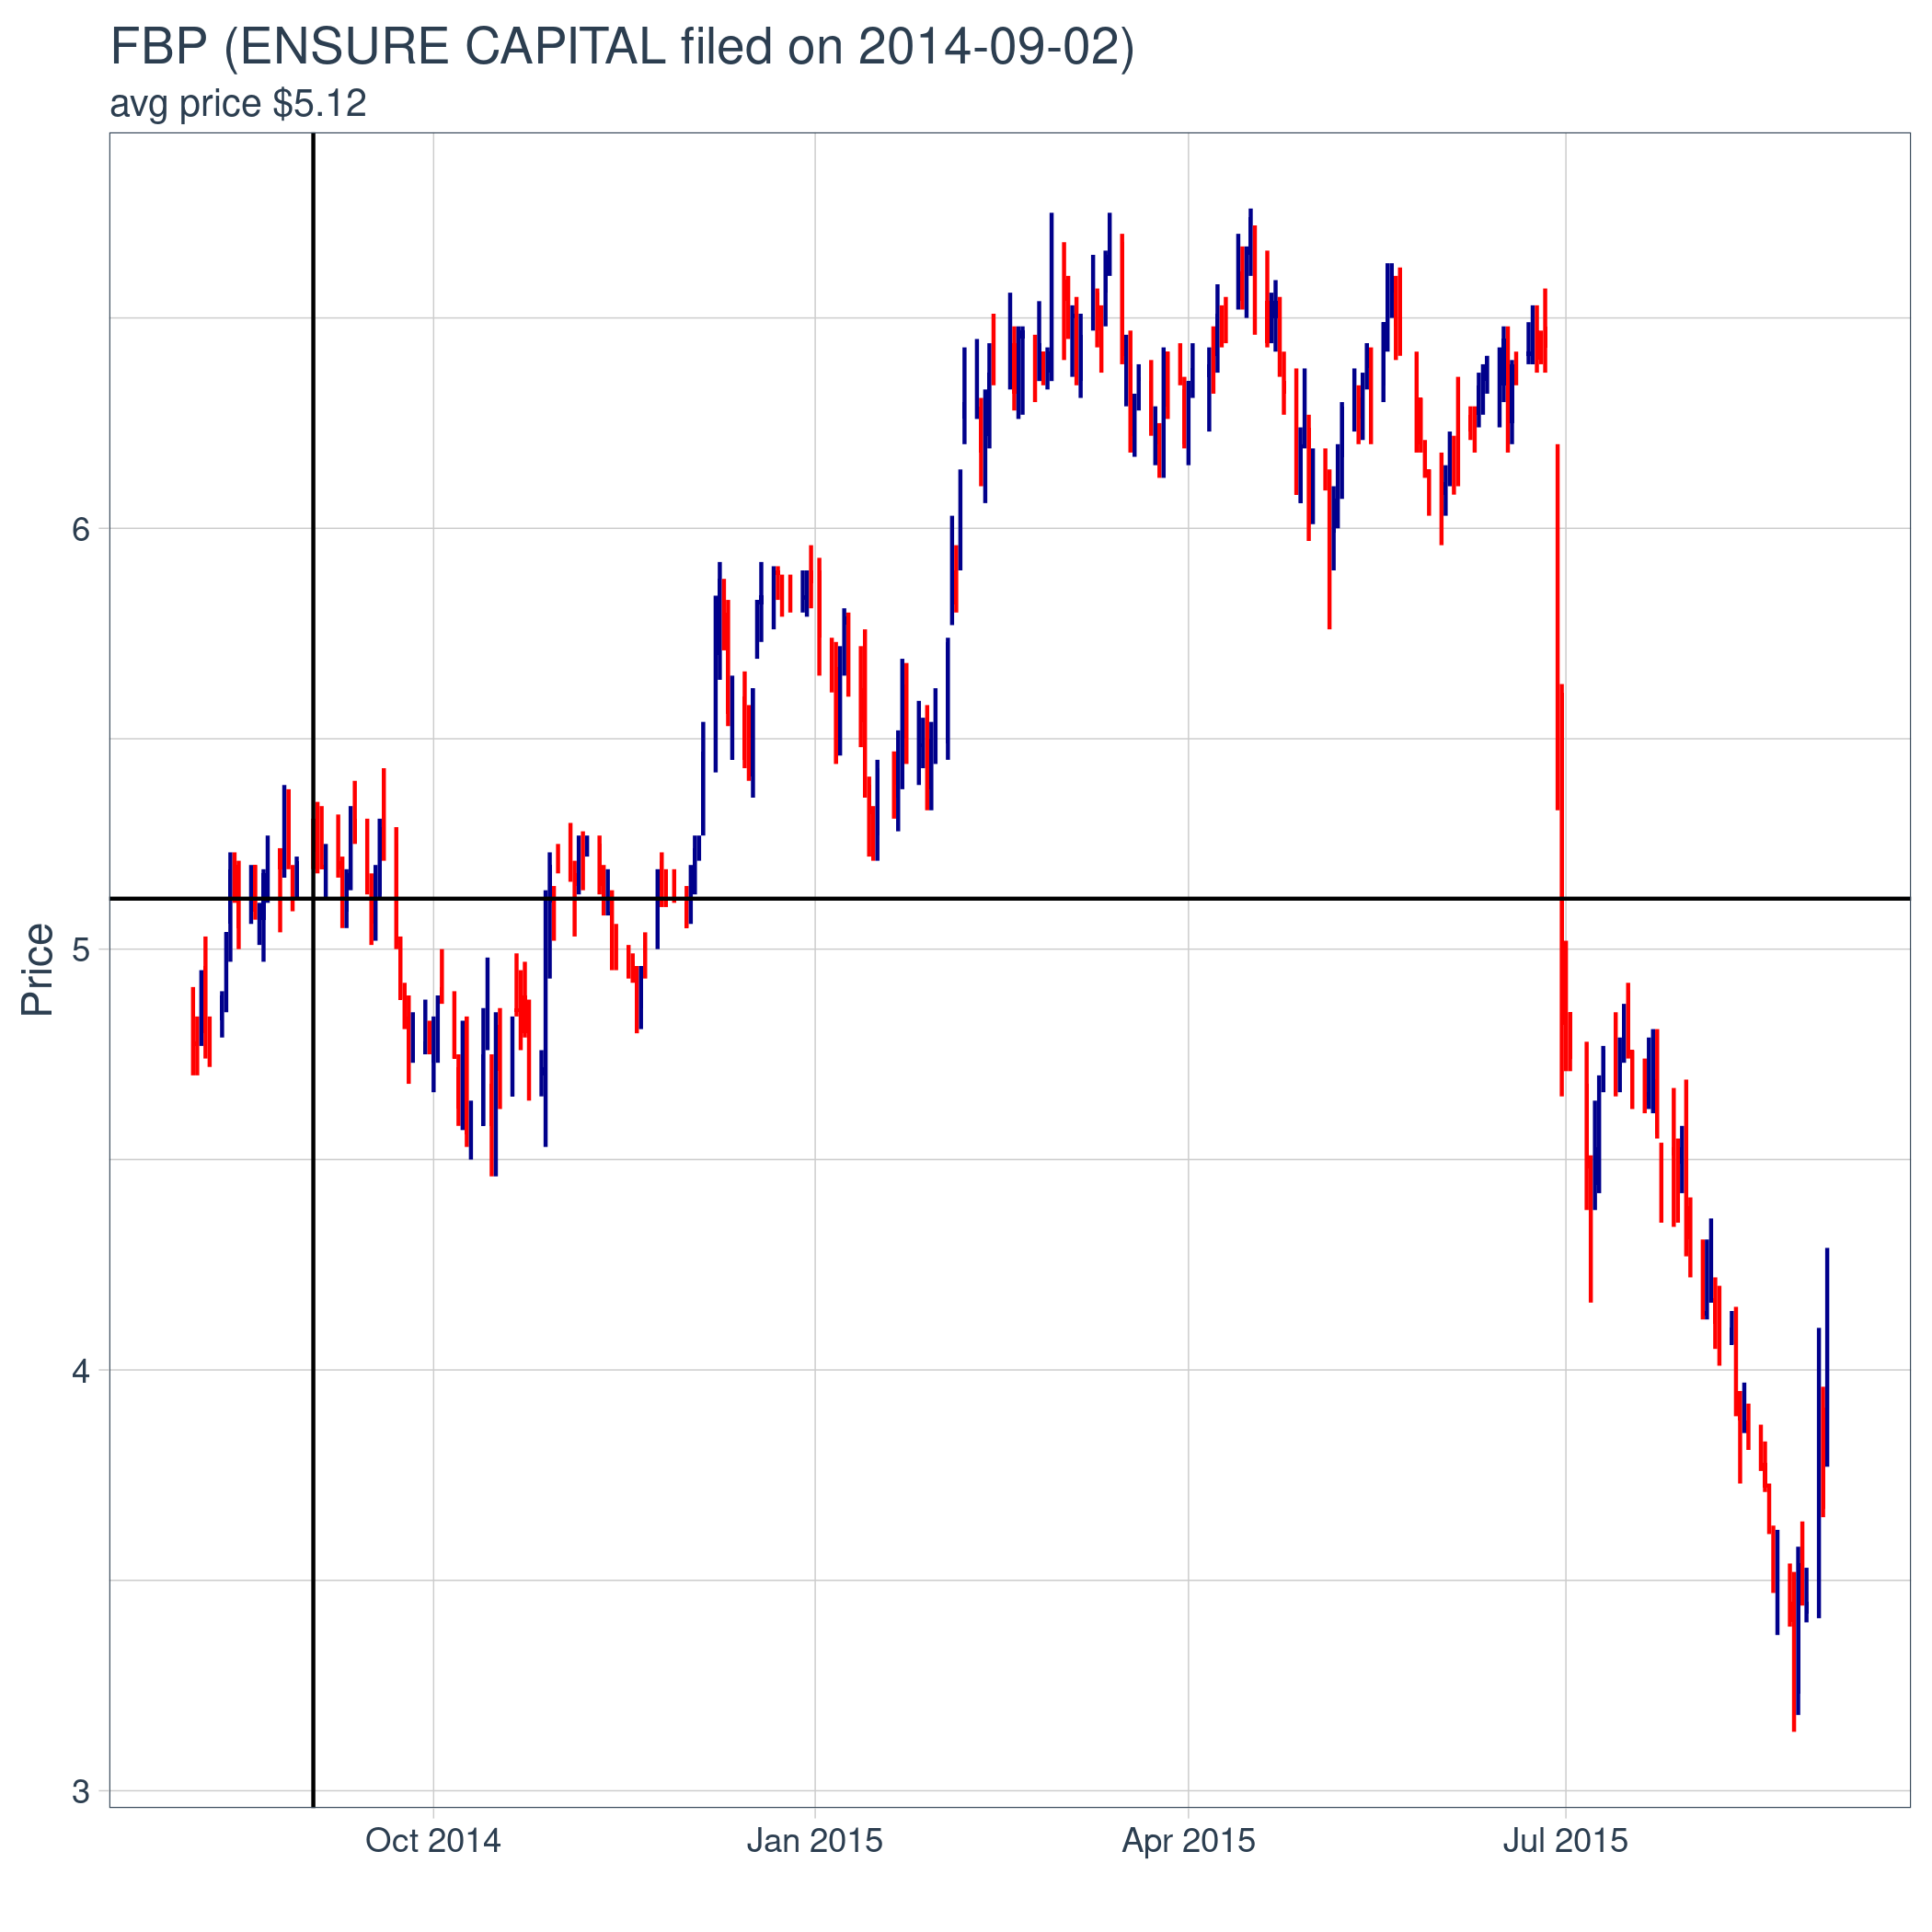 FBP (ENSURE CAPITAL filed on 2014-09-02)
avg price $5.12
Price
6
5
4
3
Oct 2014 Jan 2015 Apr 2015 Jul 2015